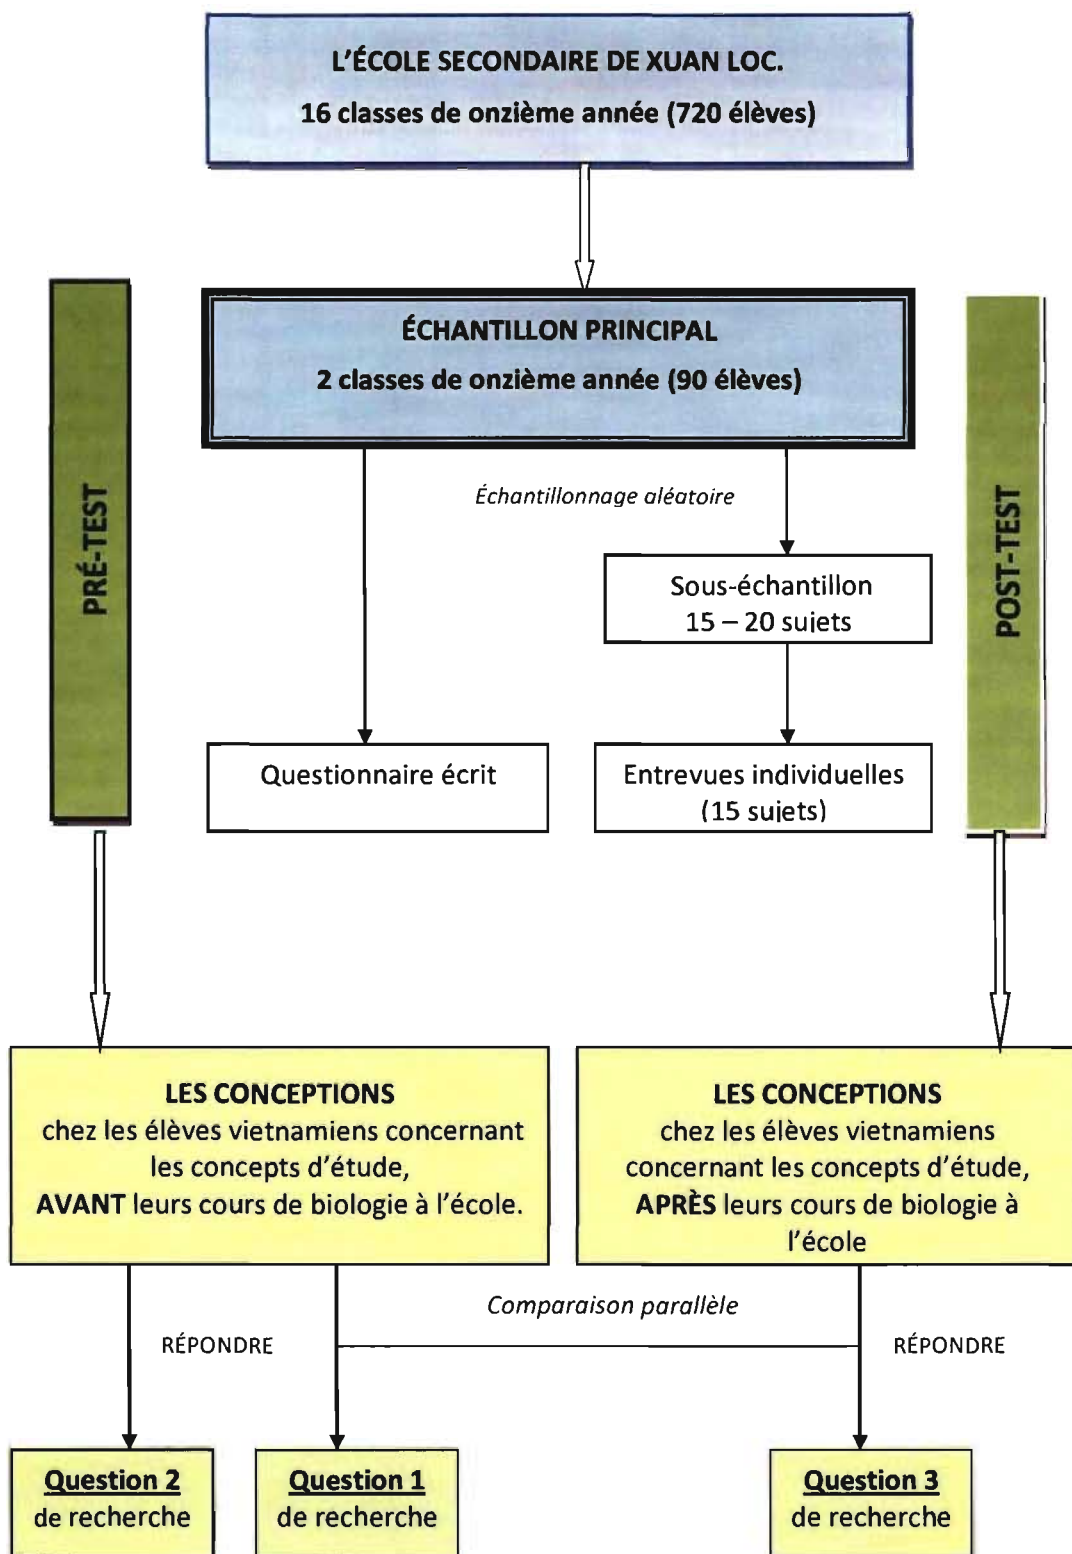 L'ÉCOLE SECONDAIRE DE XUAN LOC.
16 classes de onzième année (720 élèves)
ÉCHANTILLON PRINCIPAL
2 classes de onzième année (90 élèves)
PRÉ-TEST
POST-TEST
Échantillonnage aléatoire
Sous-échantillon
15 – 20 sujets
Questionnaire écrit
Entrevues individuelles
(15 sujets)
LES CONCEPTIONS
chez les élèves vietnamiens concernant
les concepts d'étude,
AVANT leurs cours de biologie à l'école.
LES CONCEPTIONS
chez les élèves vietnamiens
concernant les concepts d'étude,
APRÈS leurs cours de biologie à
l'école
Comparaison parallèle
RÉPONDRE
RÉPONDRE
Question 2
de recherche
Question 1
de recherche
Question 3
de recherche